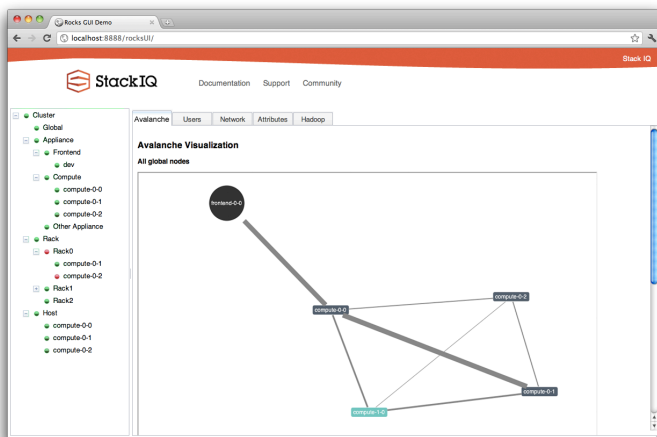 Rocks GUI Demo
localhost:8888/rocksUI/
Stack IQ
StackIQ
Documentation Support Community
Cluster
Global
Appliance
Frontend
dev
Compute
compute-0-0
compute-0-1
compute-0-2
Other Appliance
Rack
Rack0
compute-0-1
compute-0-2
Rack1
Rack2
Host
compute-0-0
compute-0-1
compute-0-2
Avalanche Users Network Attributes Hadoop
Avalanche Visualization
All global nodes
frontend-0-0
compute-0-2
compute-0-0
compute-0-1
compute-1-0